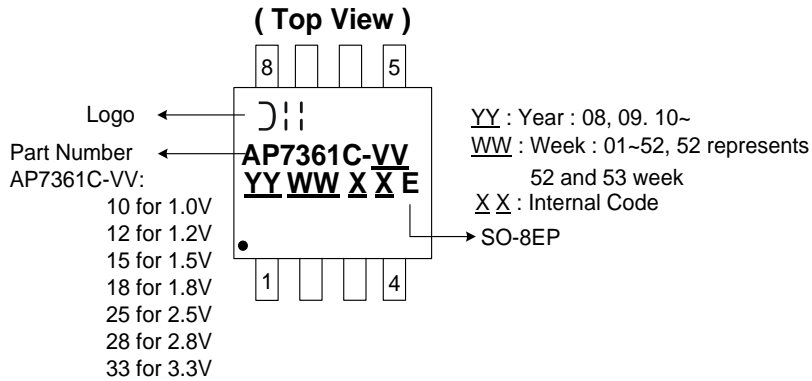 ( Top View )
8 5
Logo
AP7361C-VV
YY WW X X E
1 4
Part Number
AP7361C-VV:
10 for 1.0V
12 for 1.2V
15 for 1.5V
18 for 1.8V
25 for 2.5V
28 for 2.8V
33 for 3.3V
YY : Year : 08, 09. 10~
WW : Week : 01~52, 52 represents
52 and 53 week
X X : Internal Code
SO-8EP